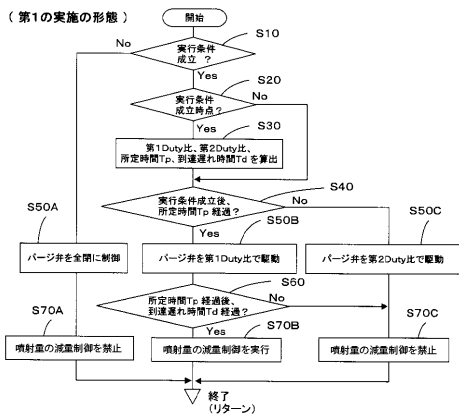 ( 第1の実施の形態 )
開始
S10
No
実行条件
成立 ?
Yes
S20
実行条件
成立時点?
No
Yes
S30
第1Duty比、第2Duty比、
所定時間Tp、到達遅れ時間Td を算出
S40
実行条件成立後、
所定時間Tp 経過?
No
Yes
S50A
S50B
S50C
パージ弁を全閉に制御
パージ弁を第1Duty比で駆動
パージ弁を第2Duty比で駆動
S60
所定時間Tp 経過後、
到達遅れ時間Td 経過?
No
Yes
S70A
S70B
S70C
噴射量の減量制御を禁止
噴射量の減量制御を実行
噴射量の減量制御を禁止
終了
(リターン)